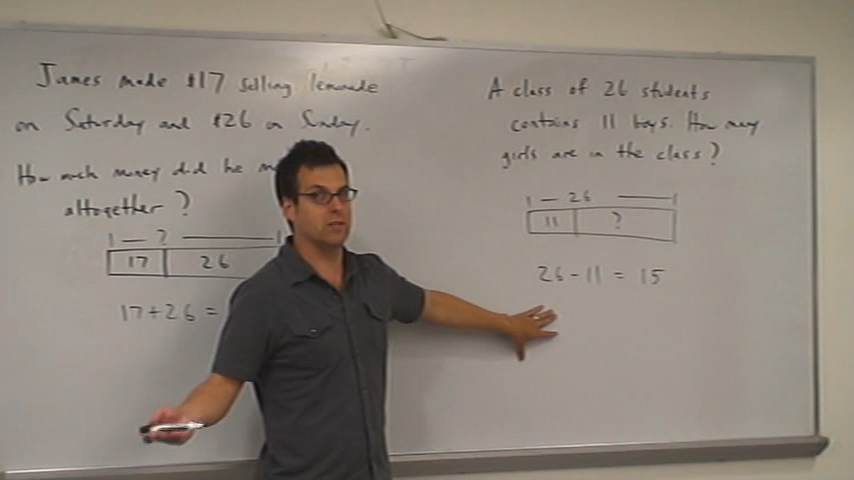 James made $17 selling lemonade
on Saturday and $26 on Sunday.
How much money did he
altogether?
?
17 26
17+26 =
A class of 26 students
contains 11 boys. How many
girls are in the class?
26
11 ?
26-11 = 15